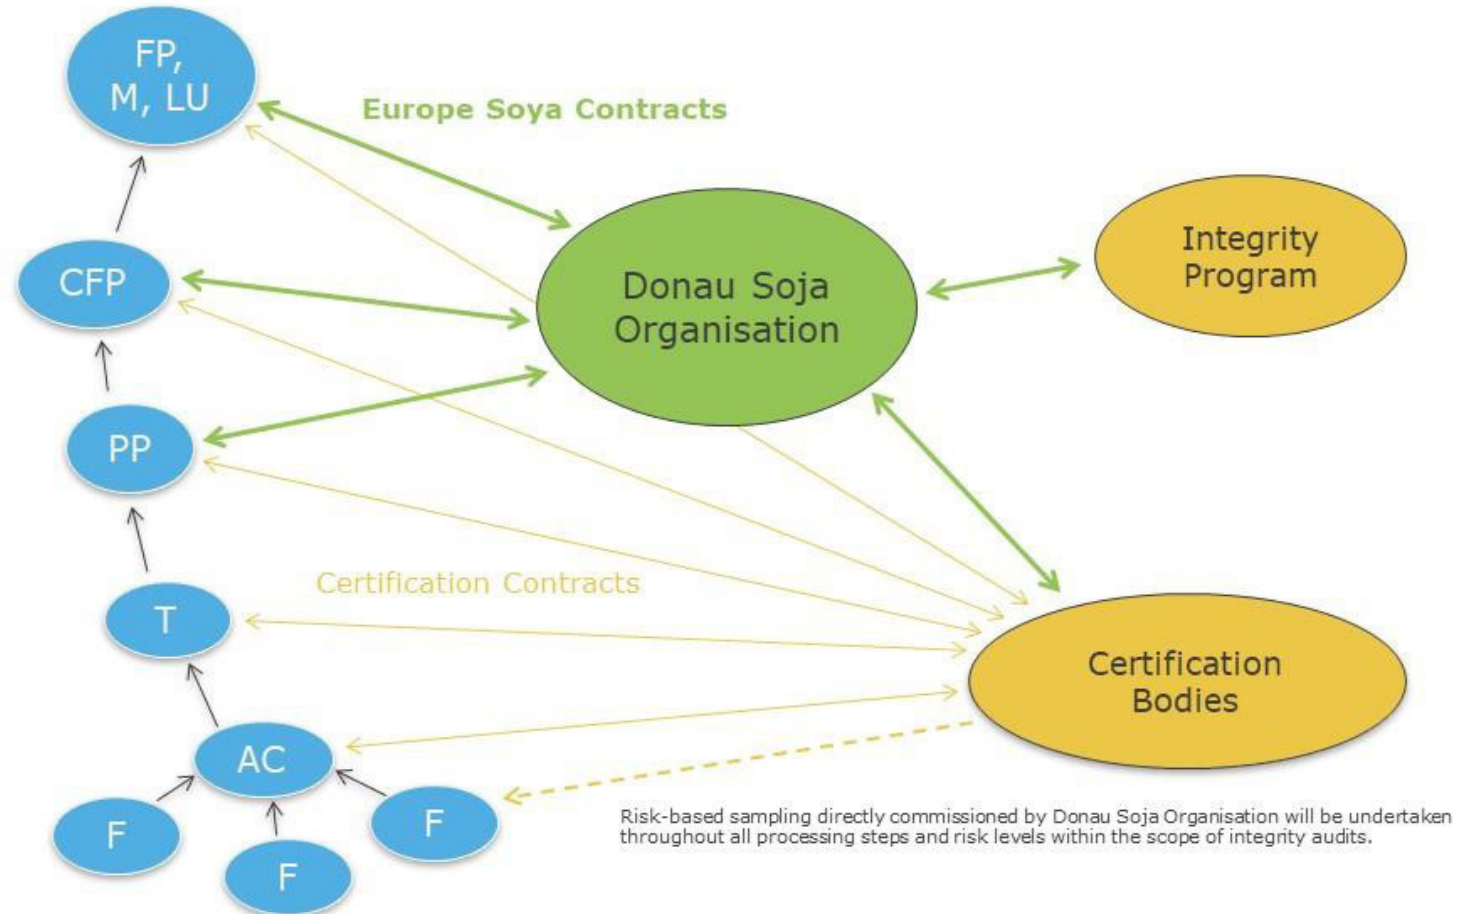 FP,
M, LU
Europe Soya Contracts
Integrity
Program
CFP
Donau Soja
Organisation
PP
Certification Contracts
T
Certification
Bodies
AC
F
F
F
Risk-based sampling directly commissioned by Donau Soja Organisation will be undertaken
throughout all processing steps and risk levels within the scope of integrity audits.